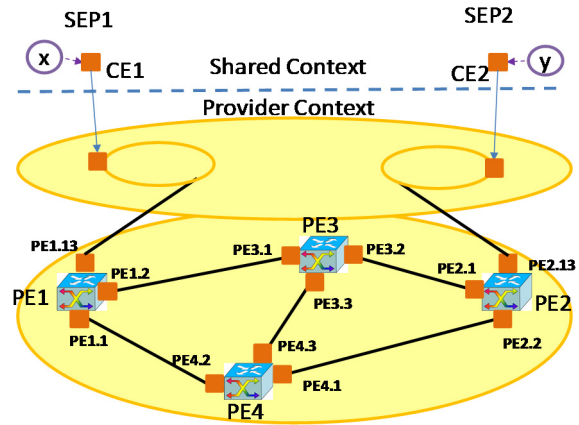 SEP1
SEP2
x
CE1
Shared Context
CE2
y
Provider Context
PE1.13
PE3.1
PE3
PE3.2
PE2.13
PE1
PE1.2
PE2.1
PE2
PE3.3
PE1.1
PE4.2
PE4.3
PE2.2
PE4.1
PE4